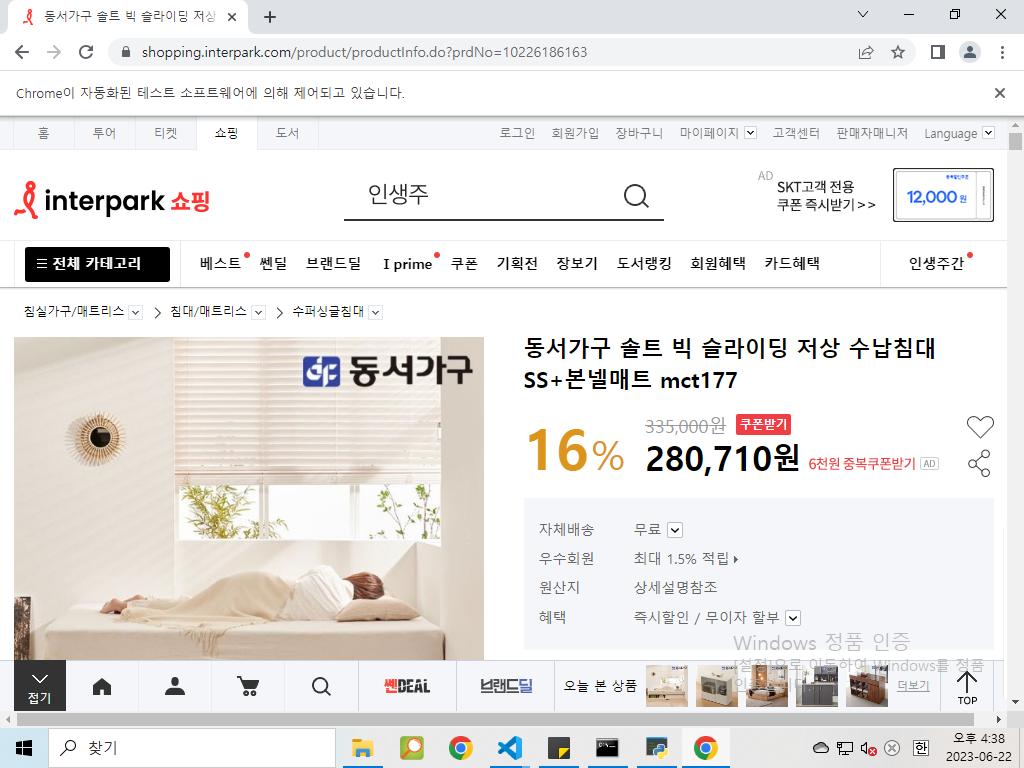 동서가구 솔트 빅 슬라이딩 저상
shopping.interpark.com/product/productInfo.do?prdNo=10226186163
Chrome이 자동화된 테스트 소프트웨어에 의해 제어되고 있습니다.
홈 투어 티켓 쇼핑 도서 로그인 회원가입 장바구니 마이페이지 고객센터 판매자매니저 Language
interpark 쇼핑 인생주
AD SKT고객 전용
쿠폰 즉시받기 >>
12,000 원
전체 카테고리 베스트 쎈딜 브랜드딜 I prime 쿠폰 기획전 장보기 도서랭킹 회원혜택 카드혜택 인생주간
침실가구/매트리스 > 침대/매트리스 > 수퍼싱글침대
동서가구
동서가구 솔트 빅 슬라이딩 저상 수납침대
SS+본넬매트 mct177
16% 335,000원 쿠폰받기
280,710원 6천원 중복쿠폰받기 AD
자체배송 무료
우수회원 최대 1.5% 적립
원산지 상세설명참조
혜택 즉시할인 / 무이자 할부
Windows 정품 인증
[설정]으로 이동하여 Windows를 정품
접기 쎈DEAL 브랜드딜 오늘 본 상품 더보기 TOP
찾기
한
오후 4:38
2023-06-22